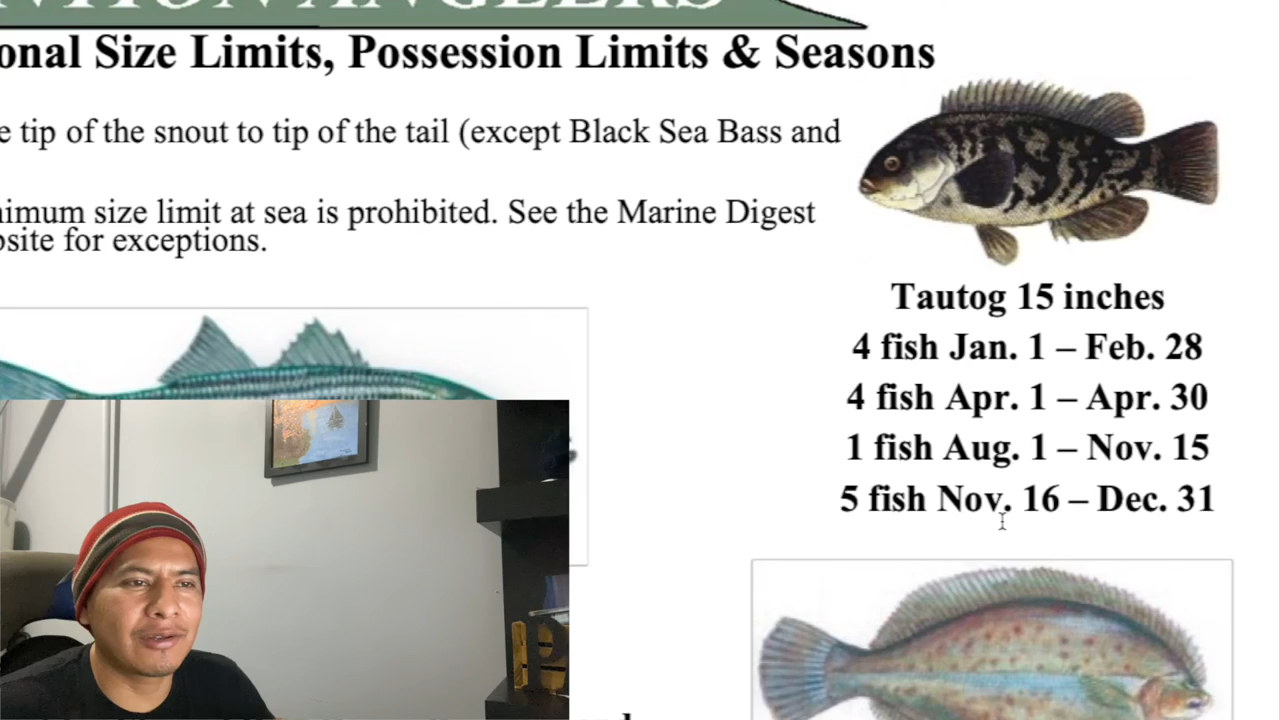 ANGLERS
onal Size Limits, Possession Limits & Seasons
e tip of the snout to tip of the tail (except Black Sea Bass and
nimum size limit at sea is prohibited. See the Marine Digest
osite for exceptions.
Tautog 15 inches
4 fish Jan. 1 – Feb. 28
4 fish Apr. 1 – Apr. 30
1 fish Aug. 1 – Nov. 15
5 fish Nov. 16 – Dec. 31